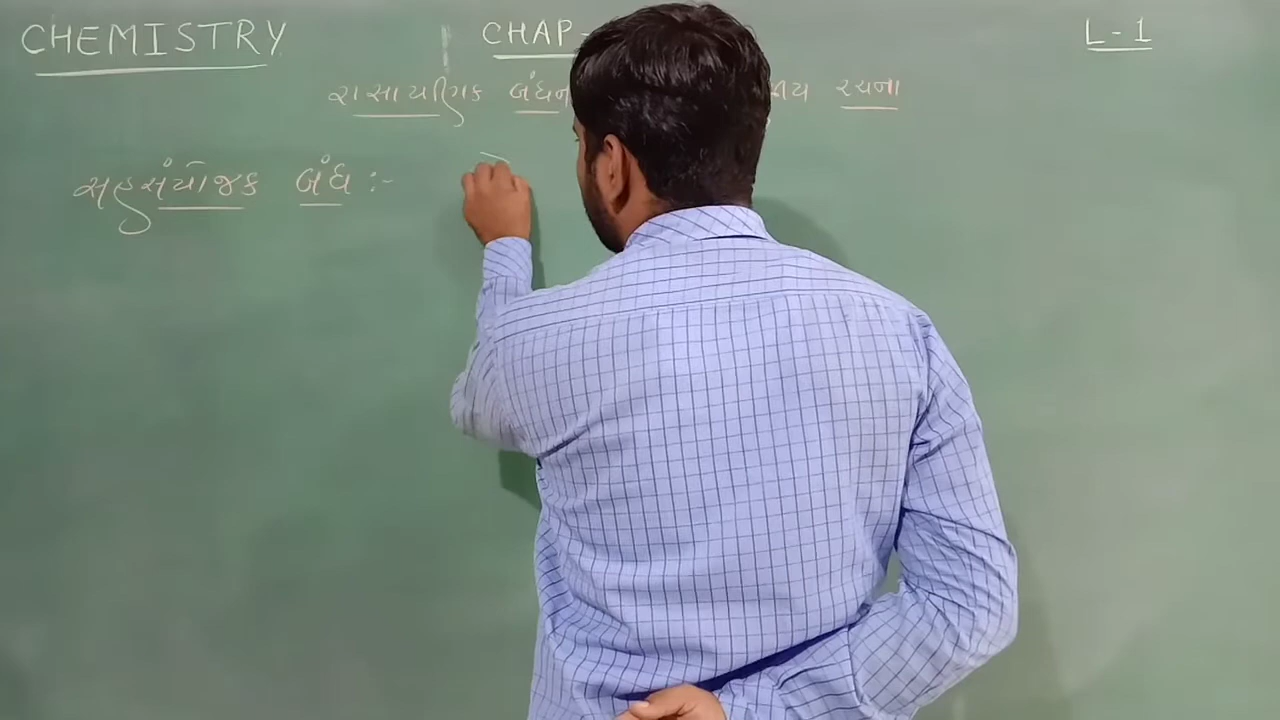 CHEMISTRY CHAP- L-1
રાસાયણિક બંધન રચના
સહસંયોજક બંધ :-